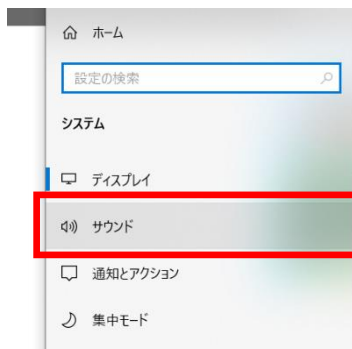 ホーム
設定の検索
システム
ディスプレイ
サウンド
通知とアクション
集中モード